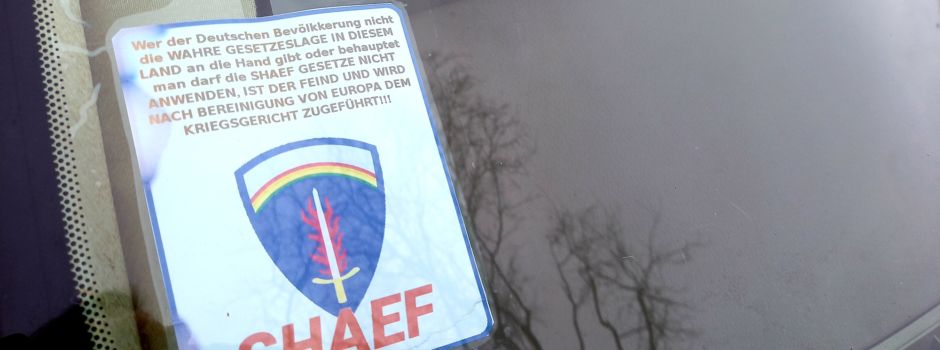 Wer der Deutschen Bevölkkerung nicht
die WAHRE GESETZESLAGE IN DIESEM
LAND an die Hand gibt oder behauptet
man darf die SHAEF GESETZE NICHT
ANWENDEN, IST DER FEIND UND WIRD
NACH BEREINIGUNG VON EUROPA DEM
KRIEGSGERICHT ZUGEFÜHRT!!!
SHAEF